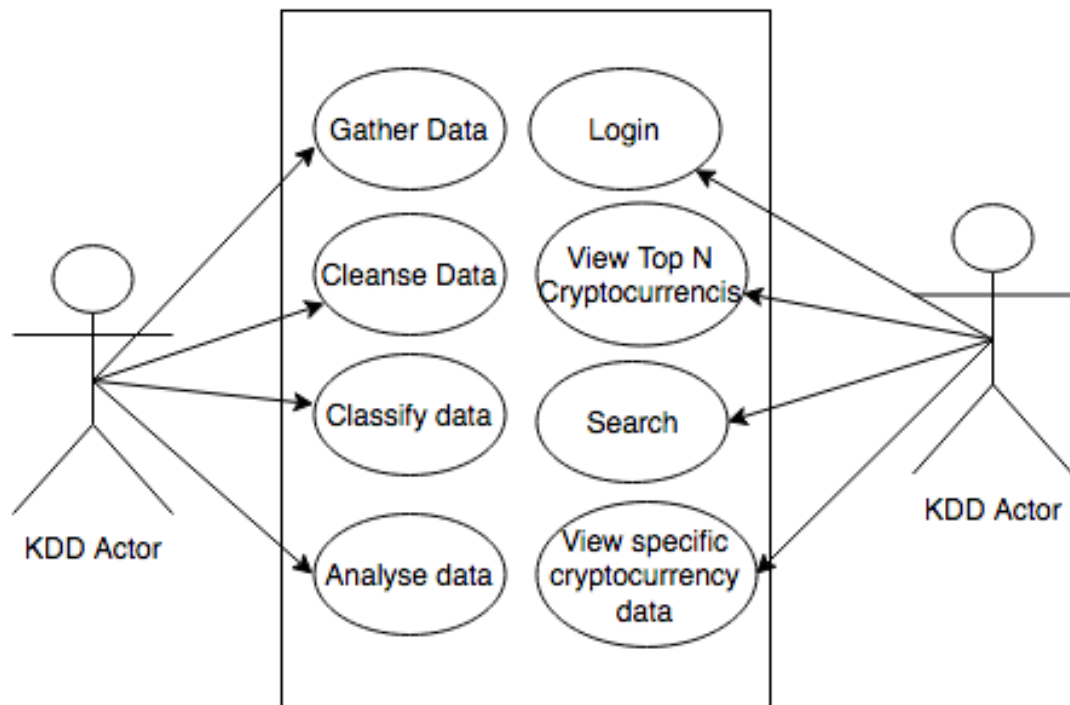 Gather Data
Login
Cleanse Data
View Top N
Cryptocurrencis
Classify data
Search
KDD Actor
KDD Actor
Analyse data
View specific
cryptocurrency
data